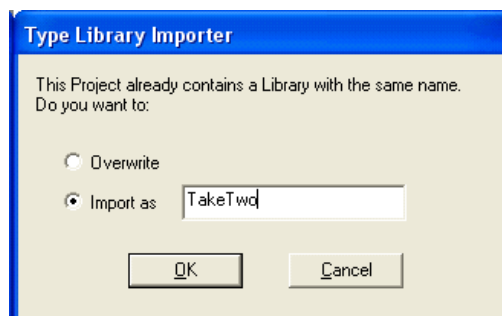 Type Library Importer
This Project already contains a Library with the same name.
Do you want to:
Overwrite
Import as TakeTwo
OK Cancel